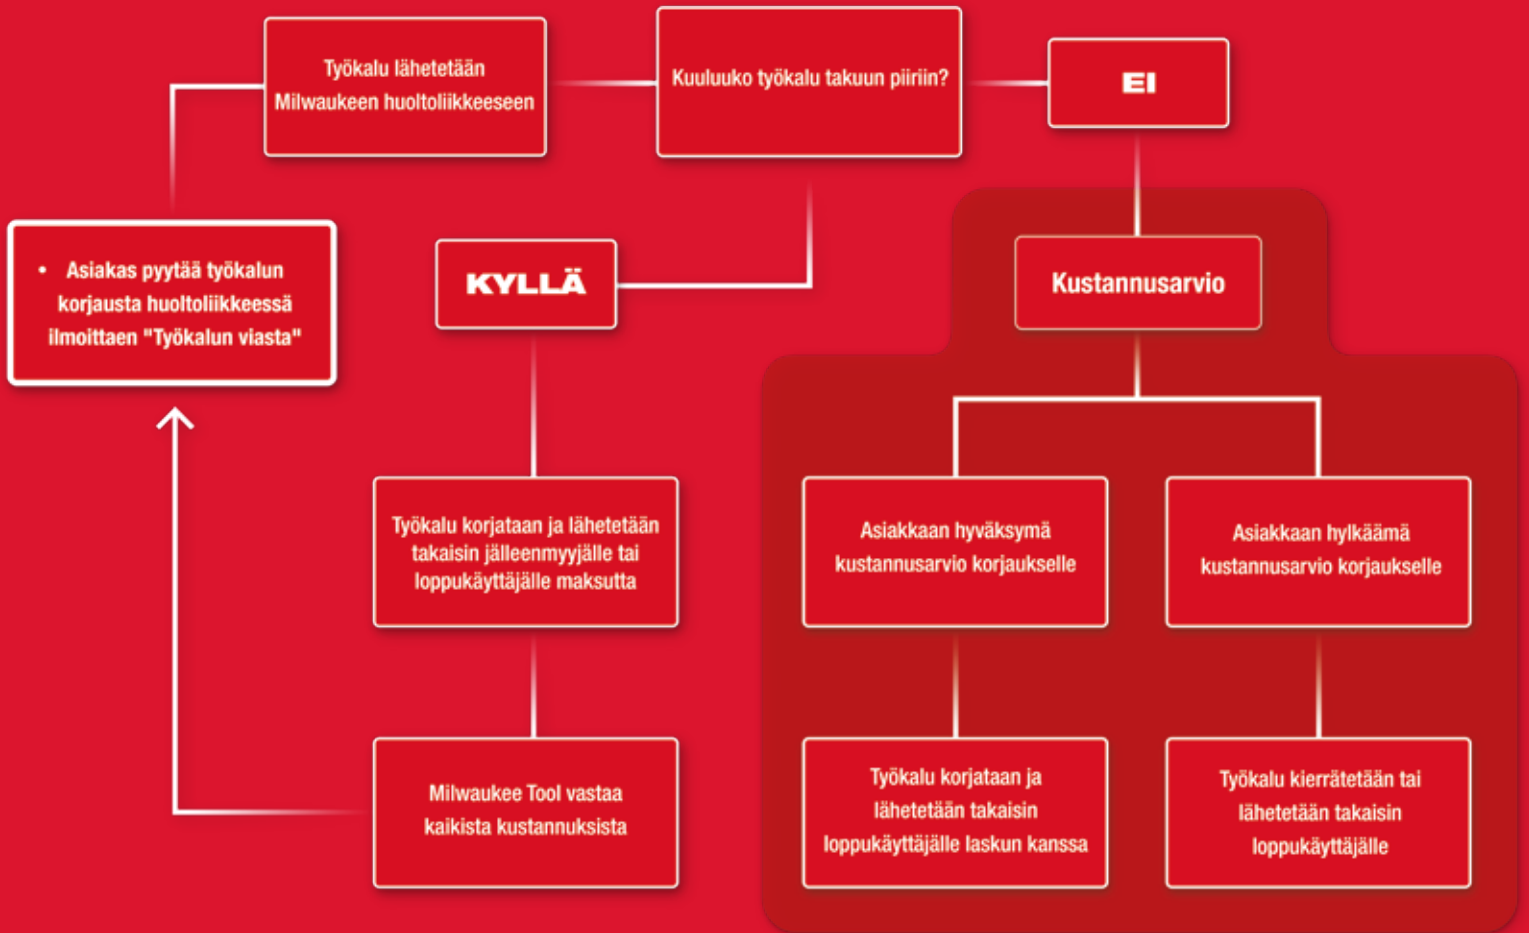 Työkalu lähetetään
Milwaukeen huoltoliikkeeseen
Kuuluuko työkalu takuun piiriin?
EI
• Asiakas pyytää työkalun
korjausta huoltoliikkeessä
ilmoittaen "Työkalun viasta"
KYLLÄ
Kustannusarvio
Työkalu korjataan ja lähetetään
takaisin jälleenmyyjälle tai
loppukäyttäjälle maksutta
Asiakkaan hyväksymä
kustannusarvio korjaukselle
Asiakkaan hylkäämä
kustannusarvio korjaukselle
Milwaukee Tool vastaa
kaikista kustannuksista
Työkalu korjataan ja
lähetetään takaisin
loppukäyttäjälle laskun kanssa
Työkalu kierrätetään tai
lähetetään takaisin
loppukäyttäjälle